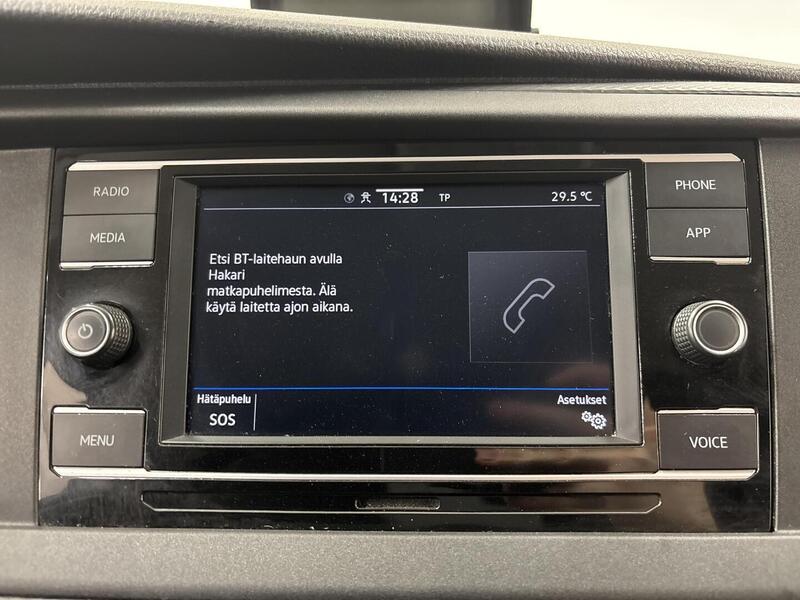 RADIO
MEDIA
MENU
14:28
TP
29.5 °C
Etsi BT-laitehaun avulla
Hakari
matkapuhelimesta. Älä
käytä laitetta ajon aikana.
Hätäpuhelu
SOS
Asetukset
PHONE
APP
VOICE